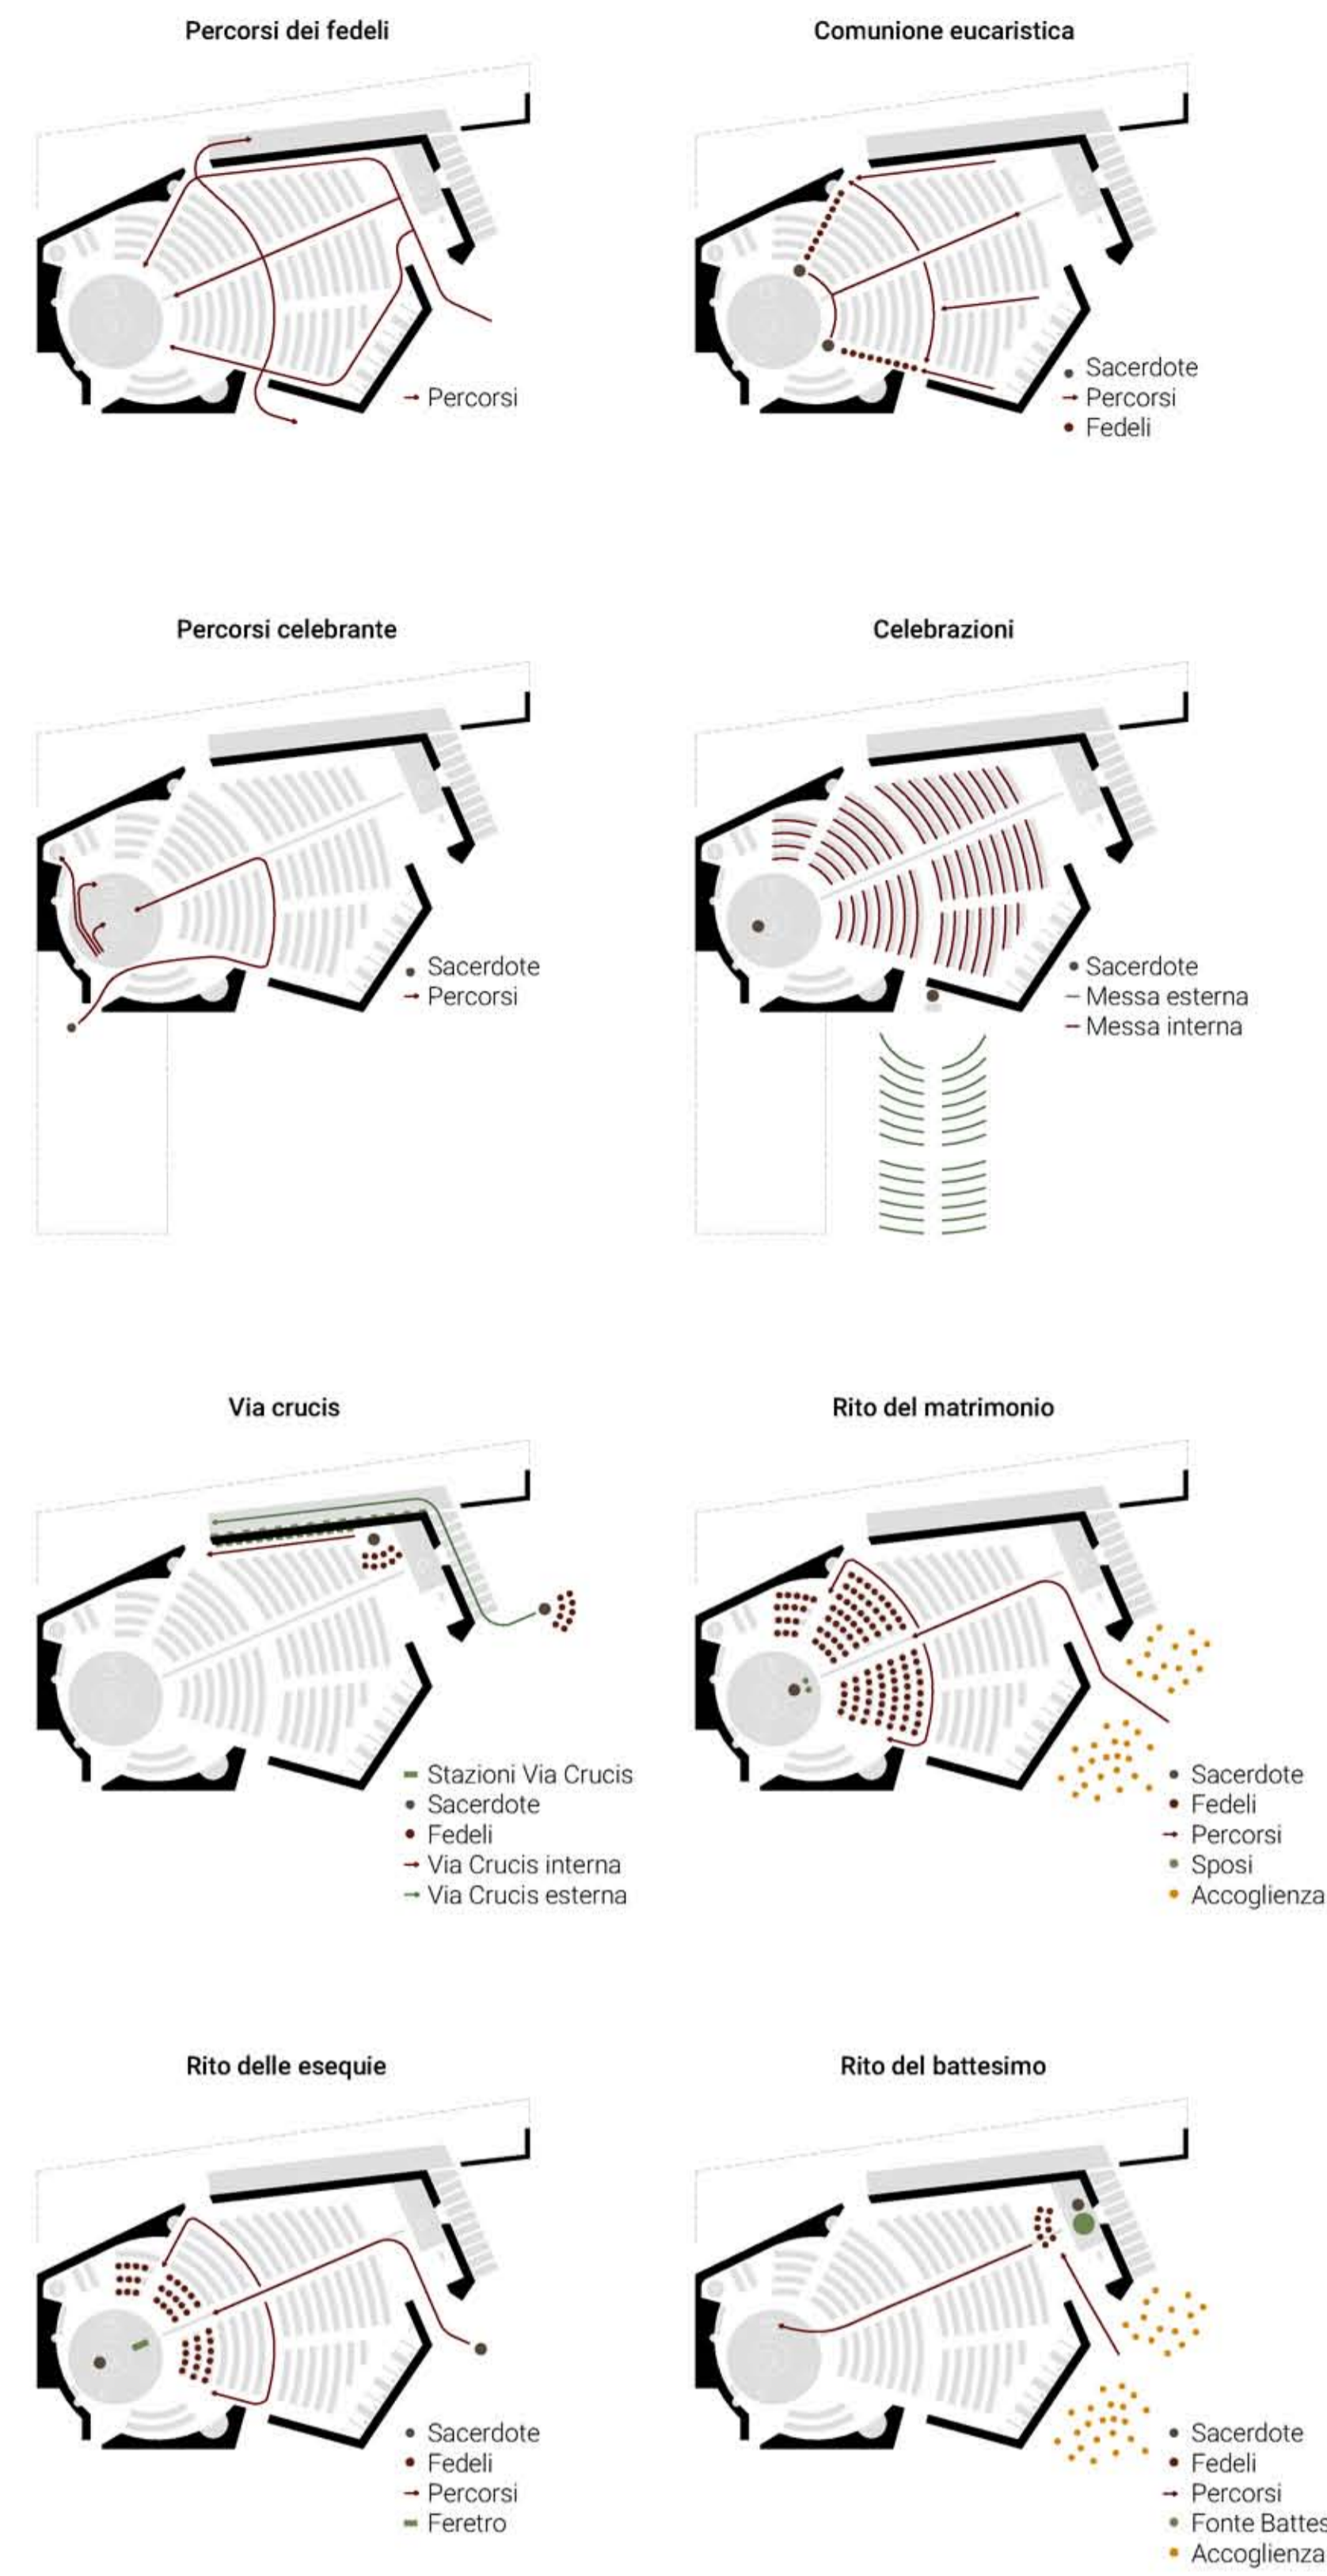 Percorsi dei fedeli
Percorsi
Comunione eucaristica
Sacerdote
Percorsi
Fedeli
Percorsi celebrante
Sacerdote
Percorsi
Celebrazioni
Sacerdote
Messa esterna
Messa interna
Via crucis
Stazioni Via Crucis
Sacerdote
Fedeli
Via Crucis interna
Via Crucis esterna
Rito del matrimonio
Sacerdote
Fedeli
Percorsi
Sposi
Accoglienza
Rito delle esequie
Sacerdote
Fedeli
Percorsi
Feretro
Rito del battesimo
Sacerdote
Fedeli
Percorsi
Fonte Battes
Accoglienza